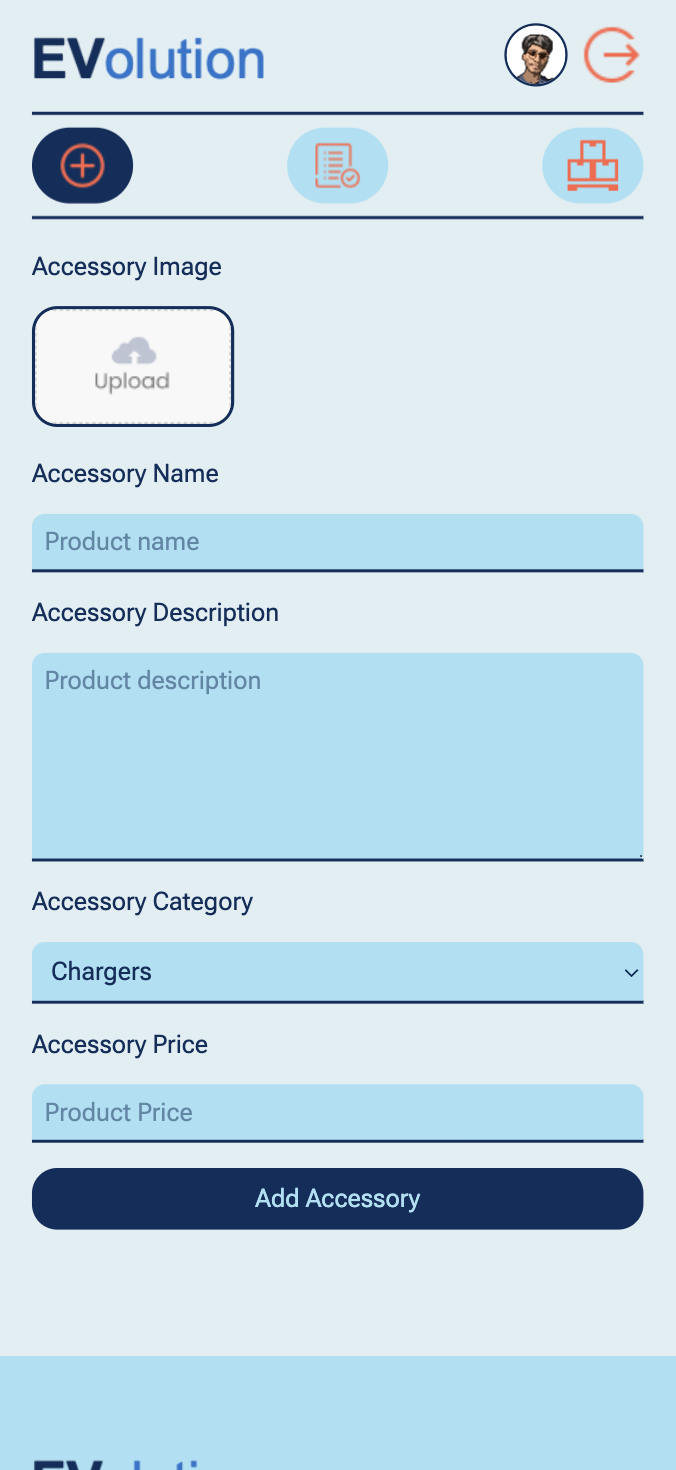 EVolution
Accessory Image
Upload
Accessory Name
Product name
Accessory Description
Product description
Accessory Category
Chargers
Accessory Price
Product Price
Add Accessory